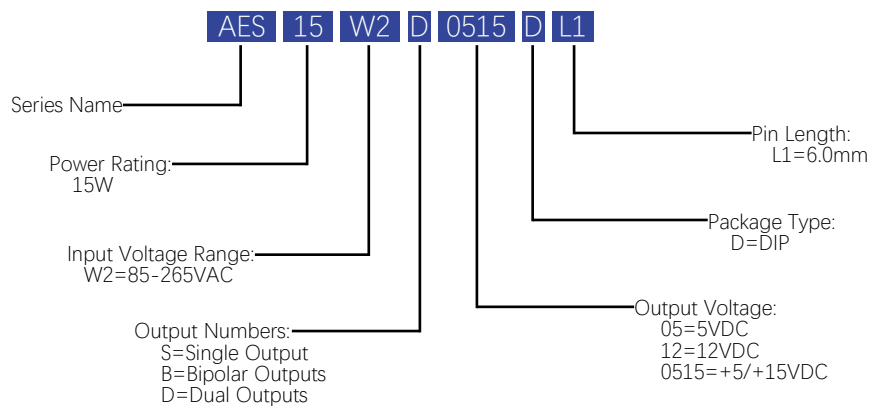 AES 15 W2 D 0515 D L1
Series Name
Power Rating:
15W
Input Voltage Range:
W2=85-265VAC
Output Numbers:
S=Single Output
B=Bipolar Outputs
D=Dual Outputs
Pin Length:
L1=6.0mm
Package Type:
D=DIP
Output Voltage:
05=5VDC
12=12VDC
0515=+5/+15VDC